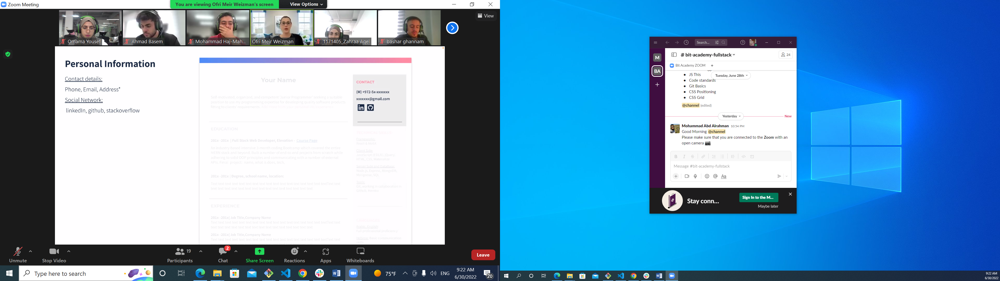 Zoom Meeting
You are viewing Ofri Meir Weizman's screen
View Options
View
Omama Yousef
Ahmad Basem
Mohammad Haj-Mah...
Ofri Meir Weizman
1171405_Zahraa Aqel
bashar ghannam
Personal Information
Contact details:
Phone, Email, Address*
Social Network:
linkedIn, github, stackoverflow
Your Name
Self-motivated, organized, and competent 'Junior Programmer' seeking a suitable
position to use my programming expertise for developing quality software products
fitting to clients' requirements.
EDUCATION
201x -201x | Full Stack Web Developer, Elevation - Course Page
An industry-based intensive 3-month coding Bootcamp which covered the entire
MERN stack and beyond. Built a number of end-to-end projects from scratch while
adhering to solid OOP principles and communicating with a number of external
APIs. Final project: name, what is does, tech,
201x -201x | Degree, school name, location:
Text text text text text text text text text text text text text text text textText text text
text text text text text text text text text text text text text text text
EXPERIENCE
201x -201x| Job Title,Company Name
Text text text text text text text text text text text text text text text textText text text
text text text text text text text text text text text text text text text
201x -201x| Job Title,Company Name
Text text text text text text text text text text text text text text text textText text text
CONTACT
(M) +972-5x-xxxxxxx
xxxxxxx@gmail.com
in
Frameworks
React & MobX
Client Side:
JavaScript (ES5/6), jQuery,
HTML, CSS, Materialize
Server Side and DataBase:
Node.js, Express, MongoDB,
Mongoose, SQL
Tools
Git, working in collaboration in
GitHub, Heroku
Arabic, English
Full professional proficiency
Hebrew: Basic communication
skills
Unmute
Stop Video
19
Participants
2
Chat
Share Screen
Reactions
Apps
Whiteboards
Leave
Type here to search
75°F
ENG
9:22 AM
6/30/2022
20
Search...
M
BA
# bit-academy-fullstack
24
Bit Academy ZOOM
Tuesday, June 28th
JS This
Code standards
Git Basics
CSS Positioning
CSS Grid
@channel (edited)
Yesterday
New
Mohammad Abd Alrahman 10:54 PM
Good Morning @channel
Please make sure that you are connected to the Zoom with an
open camera
B I S
Message #bit-academy-fullstack
Aa
Stay conn...
Sign In to the M...
Maybe later
9:22 AM
6/30/2022